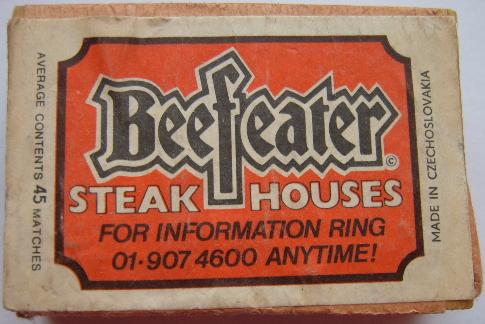 AVERAGE CONTENTS 45 MATCHES
Beefeater
©
STEAK HOUSES
FOR INFORMATION RING
01·907 4600 ANYTIME!
MADE IN CZECHOSLOVAKIA